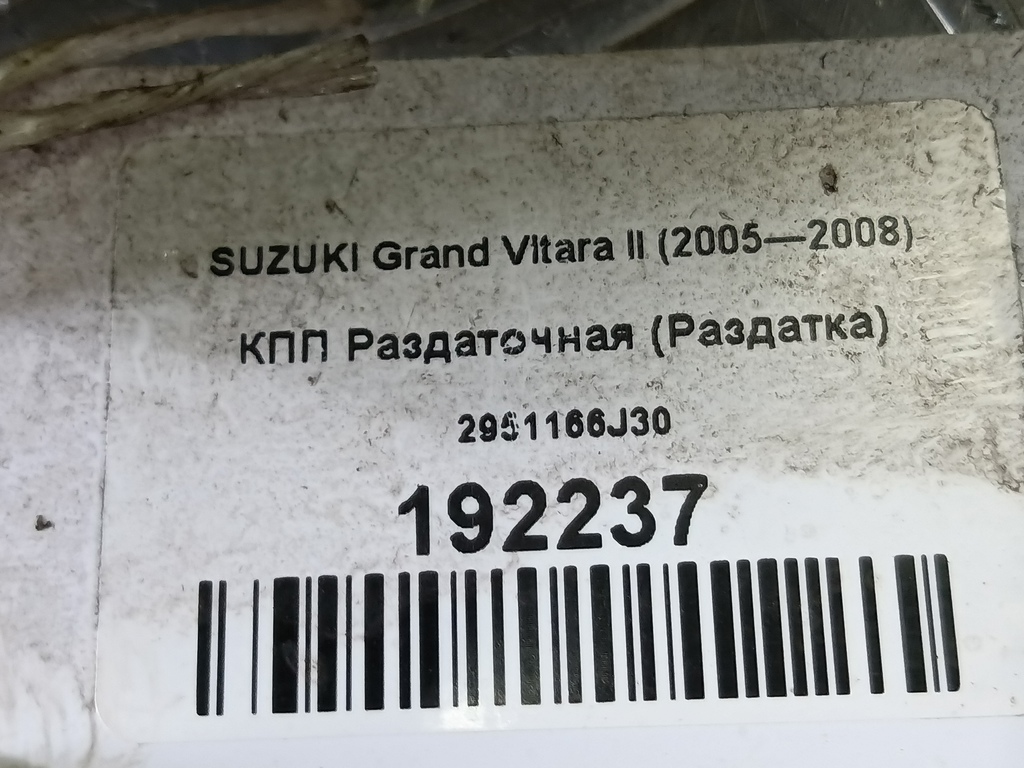 SUZUKI Grand Vitara II (2005—2008)
КПП Раздаточная (Раздатка)
2951166J30
192237